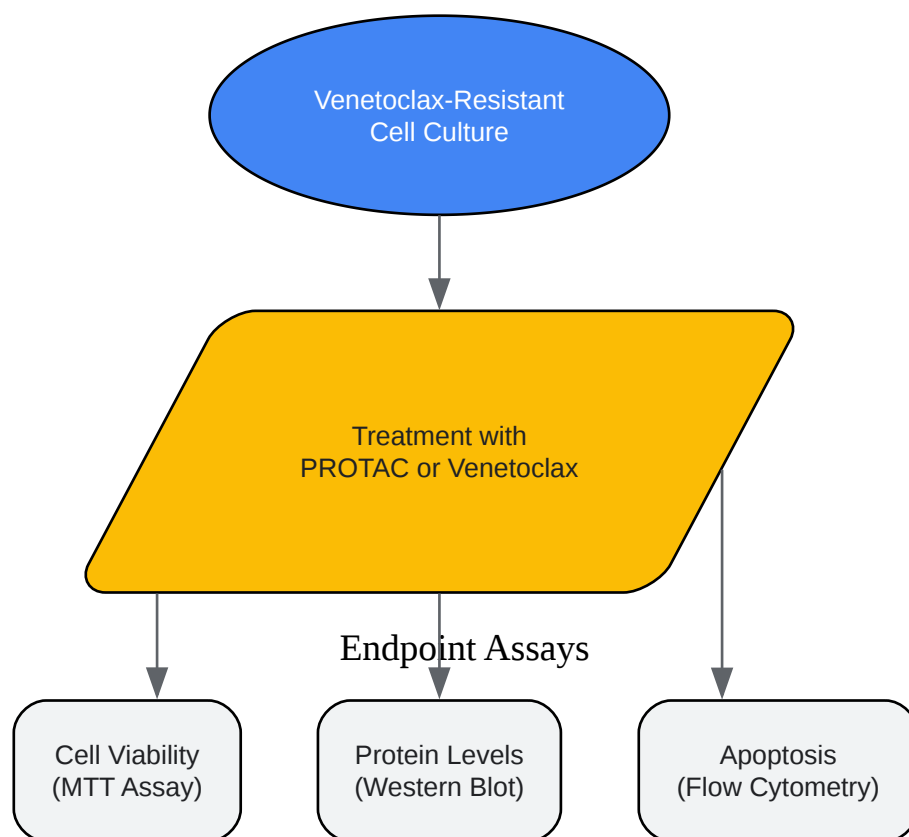 Venetoclax-Resistant
Cell Culture
Treatment with
PROTAC or Venetoclax
Endpoint Assays
Cell Viability
(MTT Assay)
Protein Levels
(Western Blot)
Apoptosis
(Flow Cytometry)